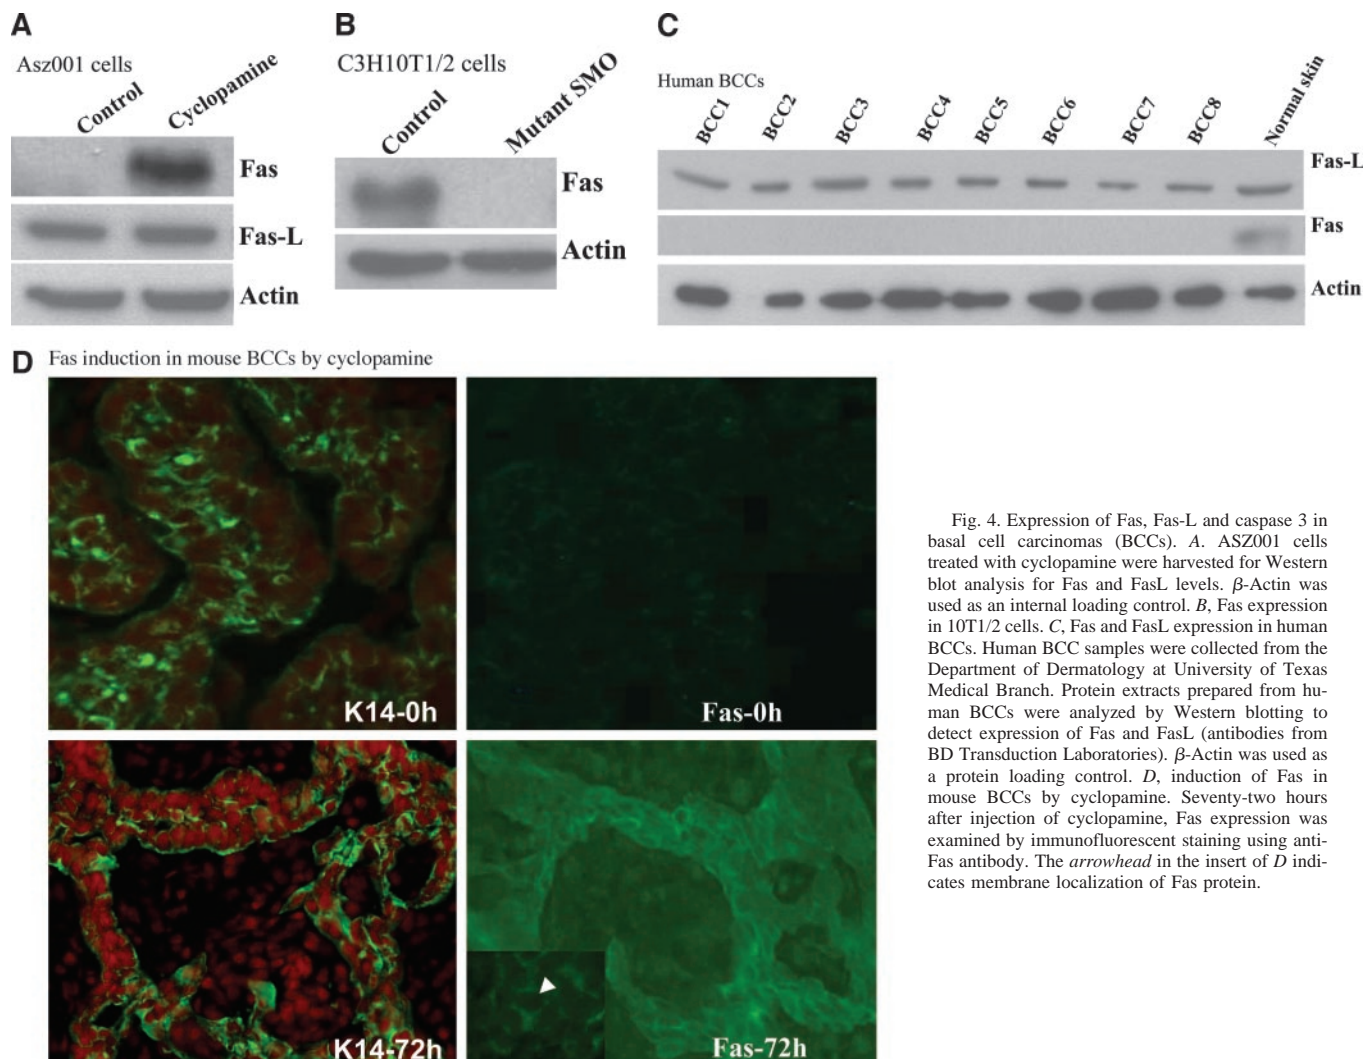 A
Asz001 cells
Control
Cyclopamine
Fas
Fas-L
Actin
B
C3H10T1/2 cells
Control
Mutant SMO
Fas
Actin
C
Human BCCs
BCC1
BCC2
BCC3
BCC4
BCC5
BCC6
BCC7
BCC8
Normal skin
Fas-L
Fas
Actin
D Fas induction in mouse BCCs by cyclopamine
K14-0h
Fas-0h
K14-72h
Fas-72h
Fig. 4. Expression of Fas, Fas-L and caspase 3 in
basal cell carcinomas (BCCs). A. ASZ001 cells
treated with cyclopamine were harvested for Western
blot analysis for Fas and FasL levels. β-Actin was
used as an internal loading control. B, Fas expression
in 10T1/2 cells. C, Fas and FasL expression in human
BCCs. Human BCC samples were collected from the
Department of Dermatology at University of Texas
Medical Branch. Protein extracts prepared from hu-
man BCCs were analyzed by Western blotting to
detect expression of Fas and FasL (antibodies from
BD Transduction Laboratories). β-Actin was used as
a protein loading control. D, induction of Fas in
mouse BCCs by cyclopamine. Seventy-two hours
after injection of cyclopamine, Fas expression was
examined by immunofluorescent staining using anti-
Fas antibody. The arrowhead in the insert of D indi-
cates membrane localization of Fas protein.